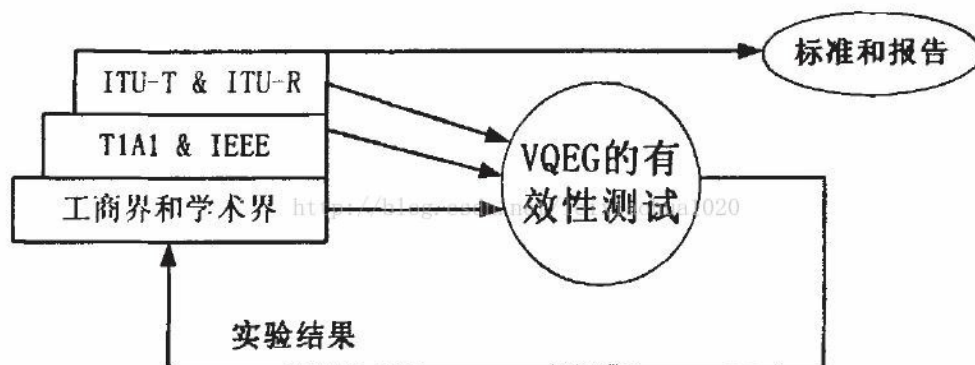 标准和报告
ITU-T & ITU-R
T1A1 & IEEE
VQEG的有
效性测试
工商界和学术界
实验结果